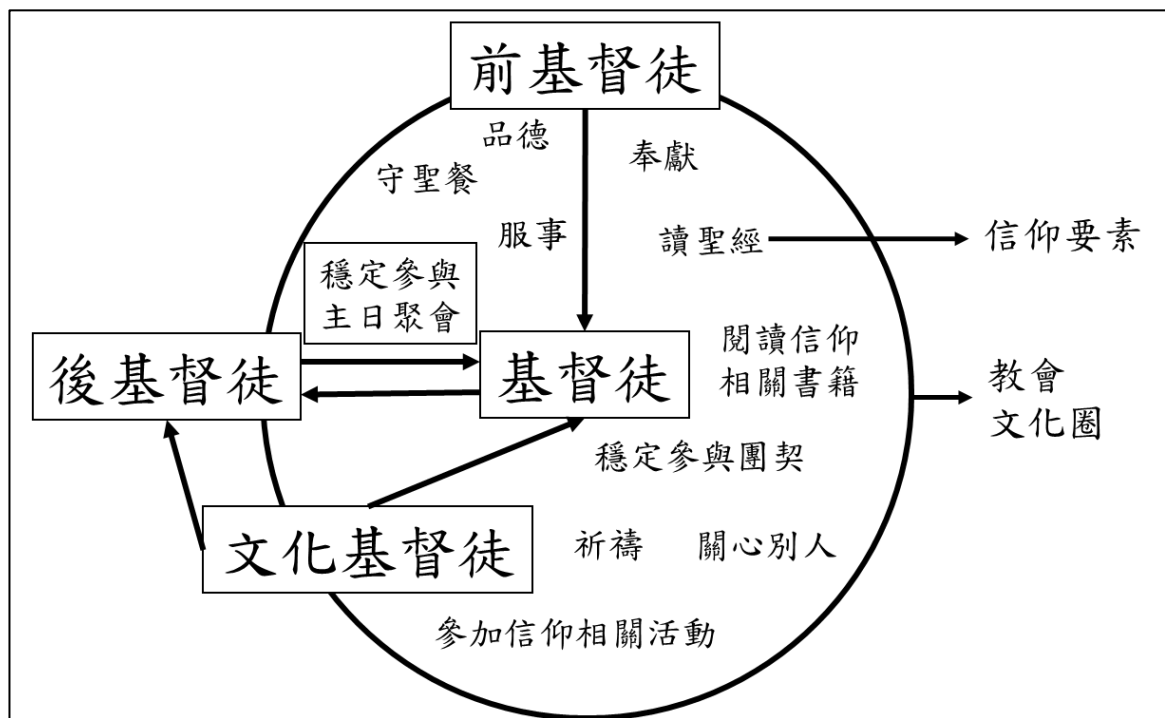 前基督徒
品德
奉獻
守聖餐
服事
讀聖經
信仰要素
穩定參與
主日聚會
後基督徒
基督徒
閱讀信仰
相關書籍
教會
文化圈
穩定參與團契
文化基督徒
祈禱
關心別人
參加信仰相關活動